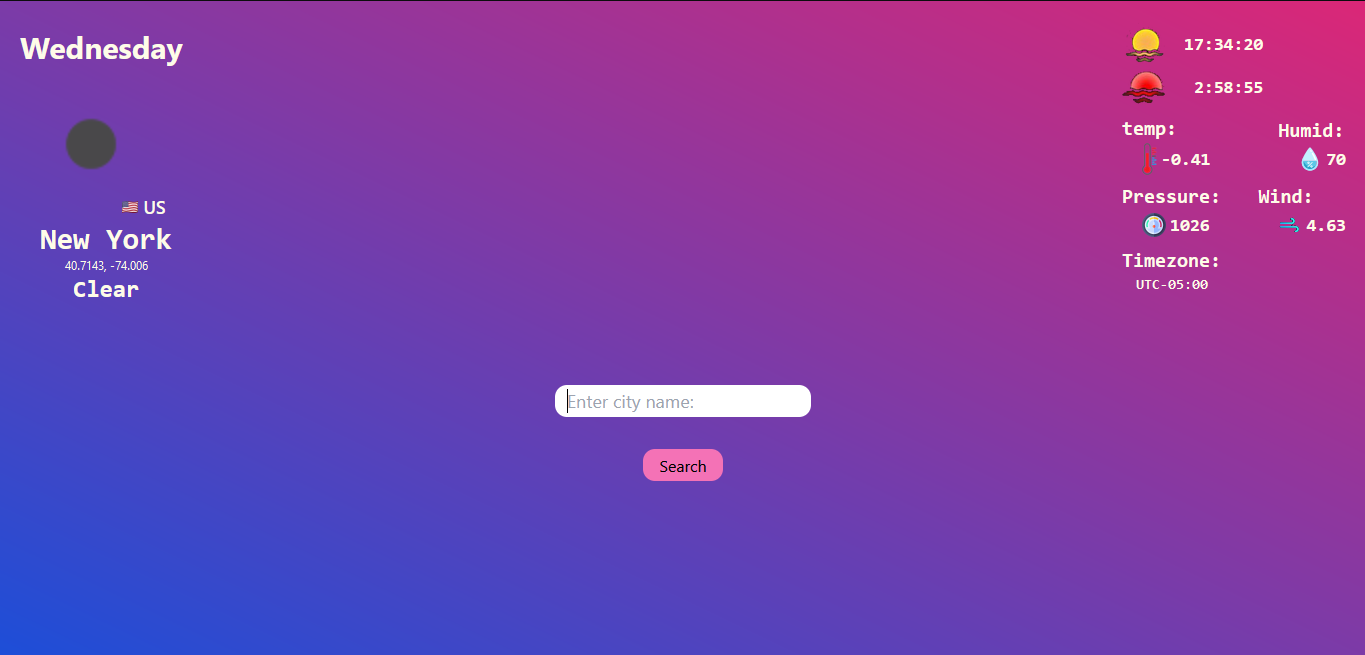 Wednesday
US
New York
40.7143, -74.006
Clear
17:34:20
2:58:55
temp: Humid:
-0.41 70
Pressure: Wind:
1026 4.63
Timezone:
UTC-05:00
Enter city name:
Search